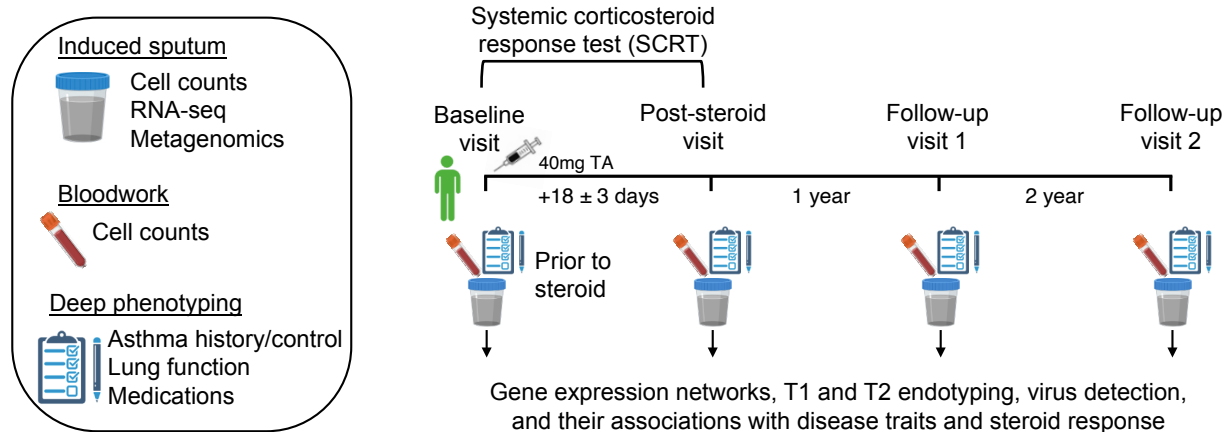 Induced sputum
Cell counts
RNA-seq
Metagenomics
Bloodwork
Cell counts
Deep phenotyping
Asthma history/control
Lung function
Medications
Systemic corticosteroid
response test (SCRT)
Baseline
visit
Post-steroid
visit
Follow-up
visit 1
Follow-up
visit 2
40mg TA
+18 ± 3 days
1 year
2 year
Prior to
steroid
Gene expression networks, T1 and T2 endotyping, virus detection,
and their associations with disease traits and steroid response